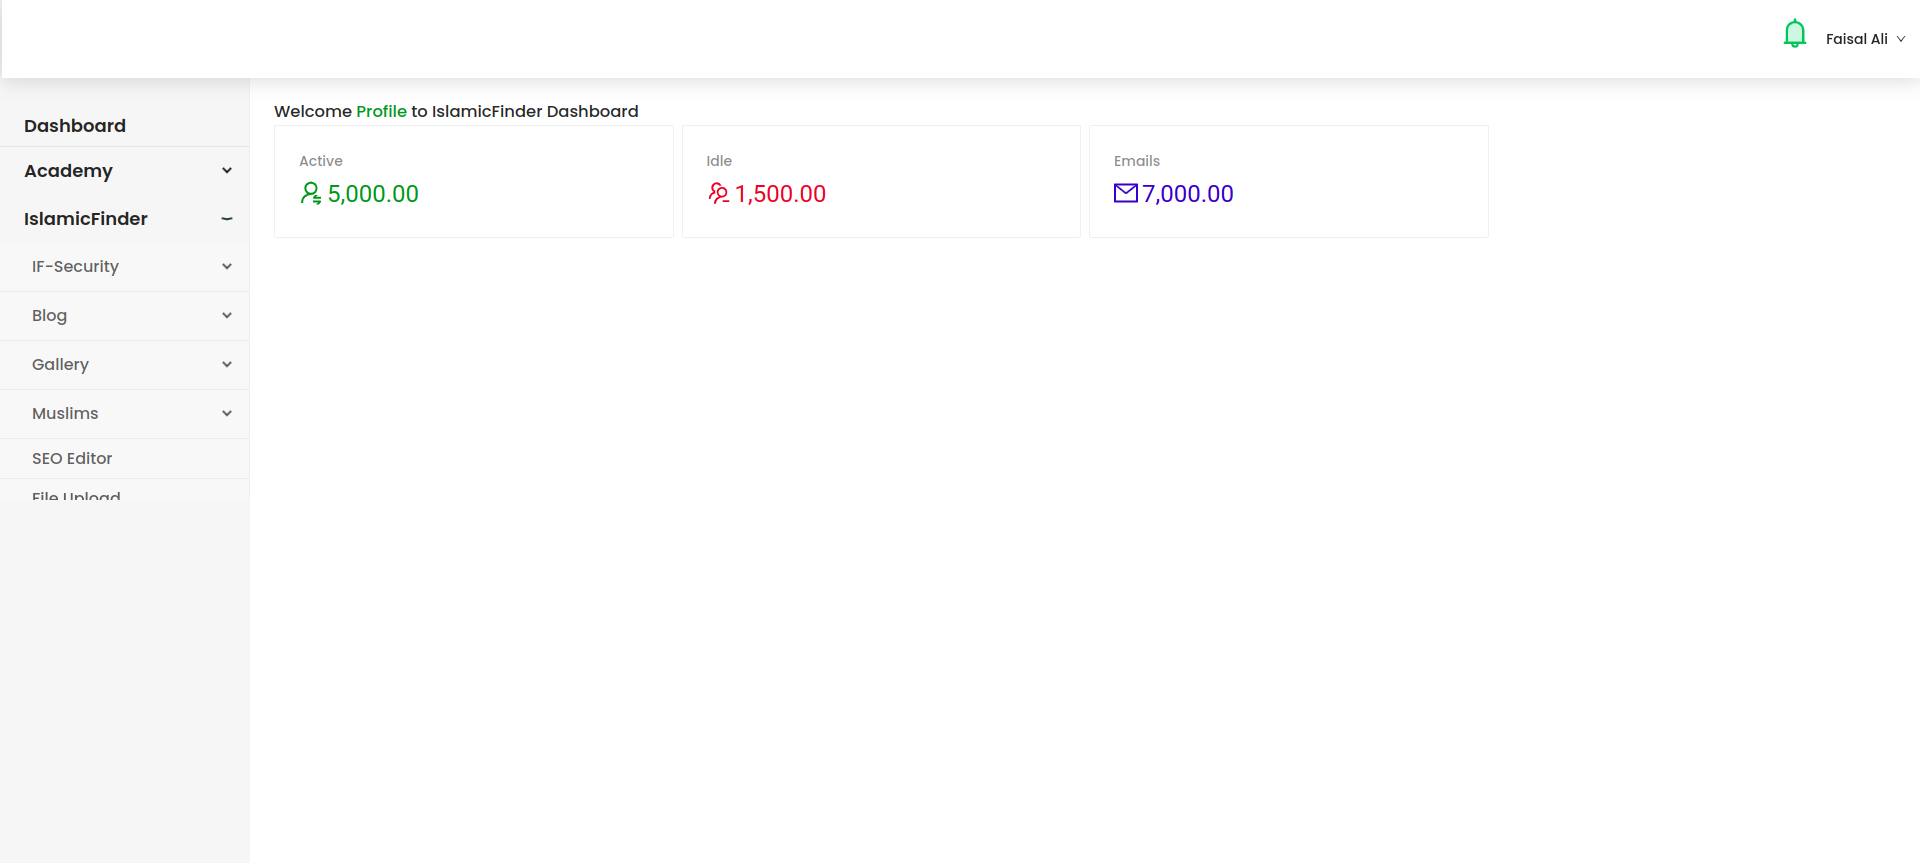 Faisal Ali
Dashboard
Academy
IslamicFinder
IF-Security
Blog
Gallery
Muslims
SEO Editor
File Upload
Welcome Profile to IslamicFinder Dashboard
Active
5,000.00
Idle
1,500.00
Emails
7,000.00